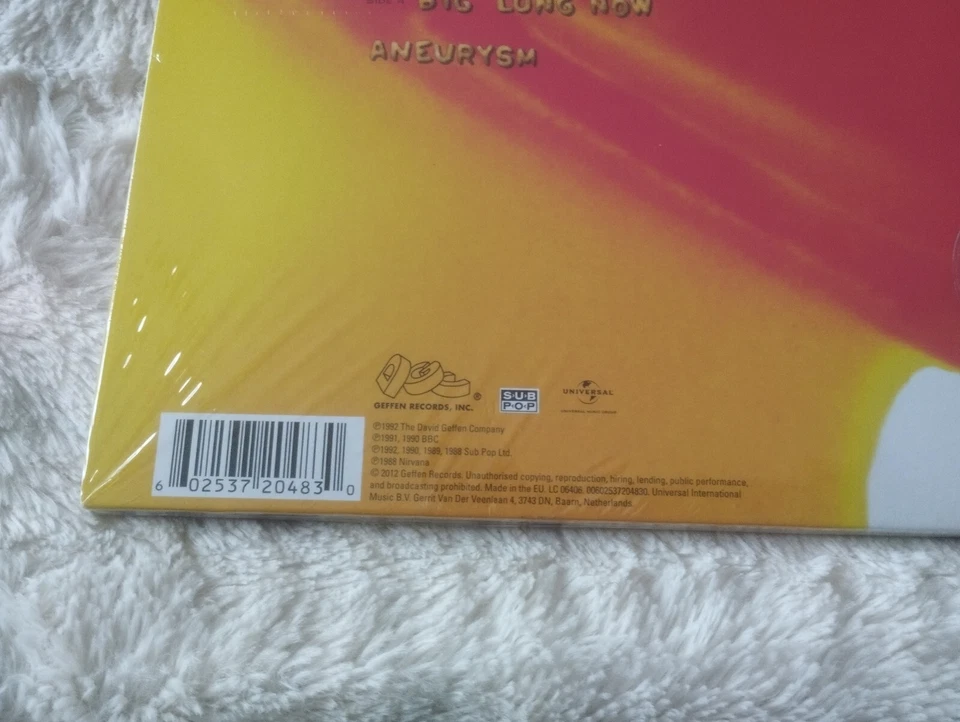 BIG LONG NOW
ANEURYSM
GEFFEN RECORDS, INC. ®
SUB
POP
UNIVERSAL
℗1992 The David Geffen Company
℗1991, 1990 BBC
℗1992, 1990, 1989, 1988 Sub Pop Ltd.
℗1988 Nirvana
© 2012 Geffen Records. Unauthorised copying, reproduction, hiring, lending, public performance,
and broadcasting prohibited. Made in the EU. LC 06406. 00602537204830, Universal International
Music B.V. Gerrit Van Der Veenlaan 4, 3743 DN, Baarn, Netherlands.
6 02537 20483 0